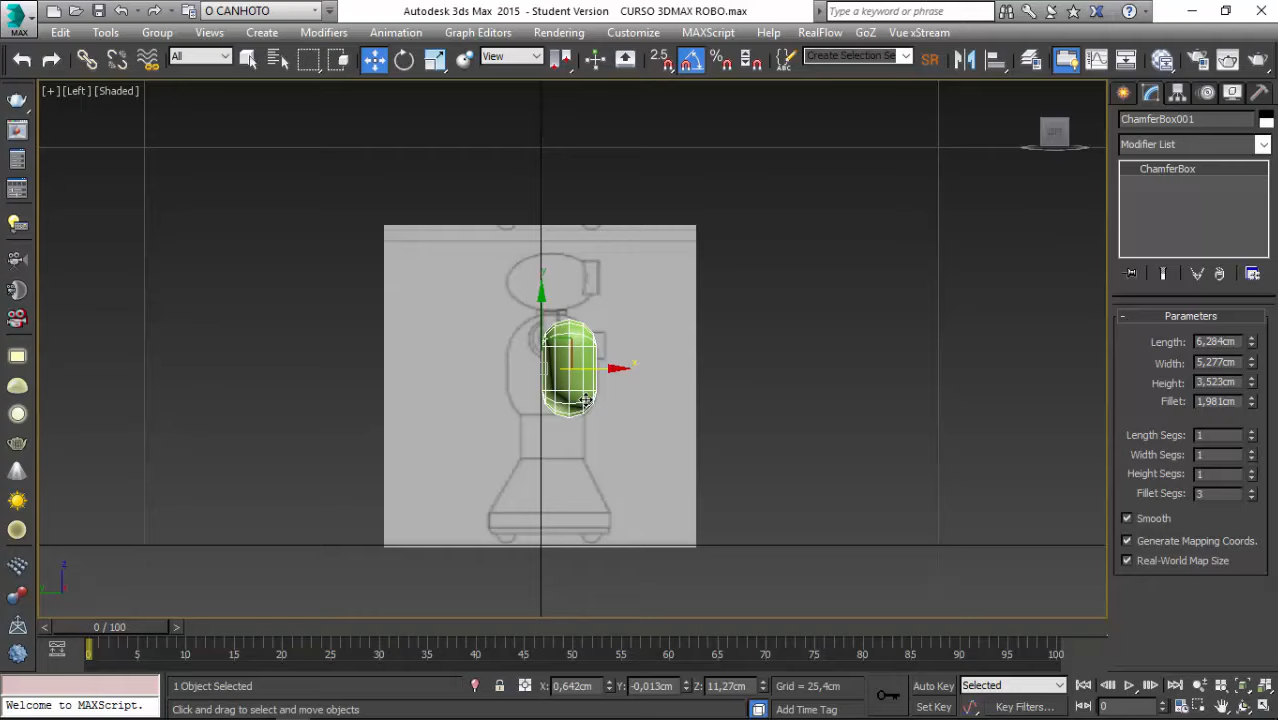 MAX O CANHOTO Autodesk 3ds Max 2015 - Student Version CURSO 3DMAX ROBO.max Type a keyword or phrase
Edit Tools Group Views Create Modifiers Animation Graph Editors Rendering Customize MAXScript Help RealFlow GoZ Vue xStream
All View 2.5 Create Selection Se SR
[+] [Left] [Shaded]
LEFT
ChamferBox001
Modifier List
ChamferBox
- Parameters
Length: 6,284cm
Width: 5,277cm
Height: 3,523cm
Fillet: 1,981cm
Length Segs: 1
Width Segs: 1
Height Segs: 1
Fillet Segs: 3
Smooth
Generate Mapping Coords.
Real-World Map Size
y
x
z
y
< 0 / 100 >
0 5 10 15 20 25 30 35 40 45 50 55 60 65 70 75 80 85 90 95 100
1 Object Selected X: 0,642cm Y: -0,013cm Z: 11,27cm Grid = 25,4cm Auto Key Selected
Welcome to MAXScript. Click and drag to select and move objects Add Time Tag Set Key Key Filters... 0